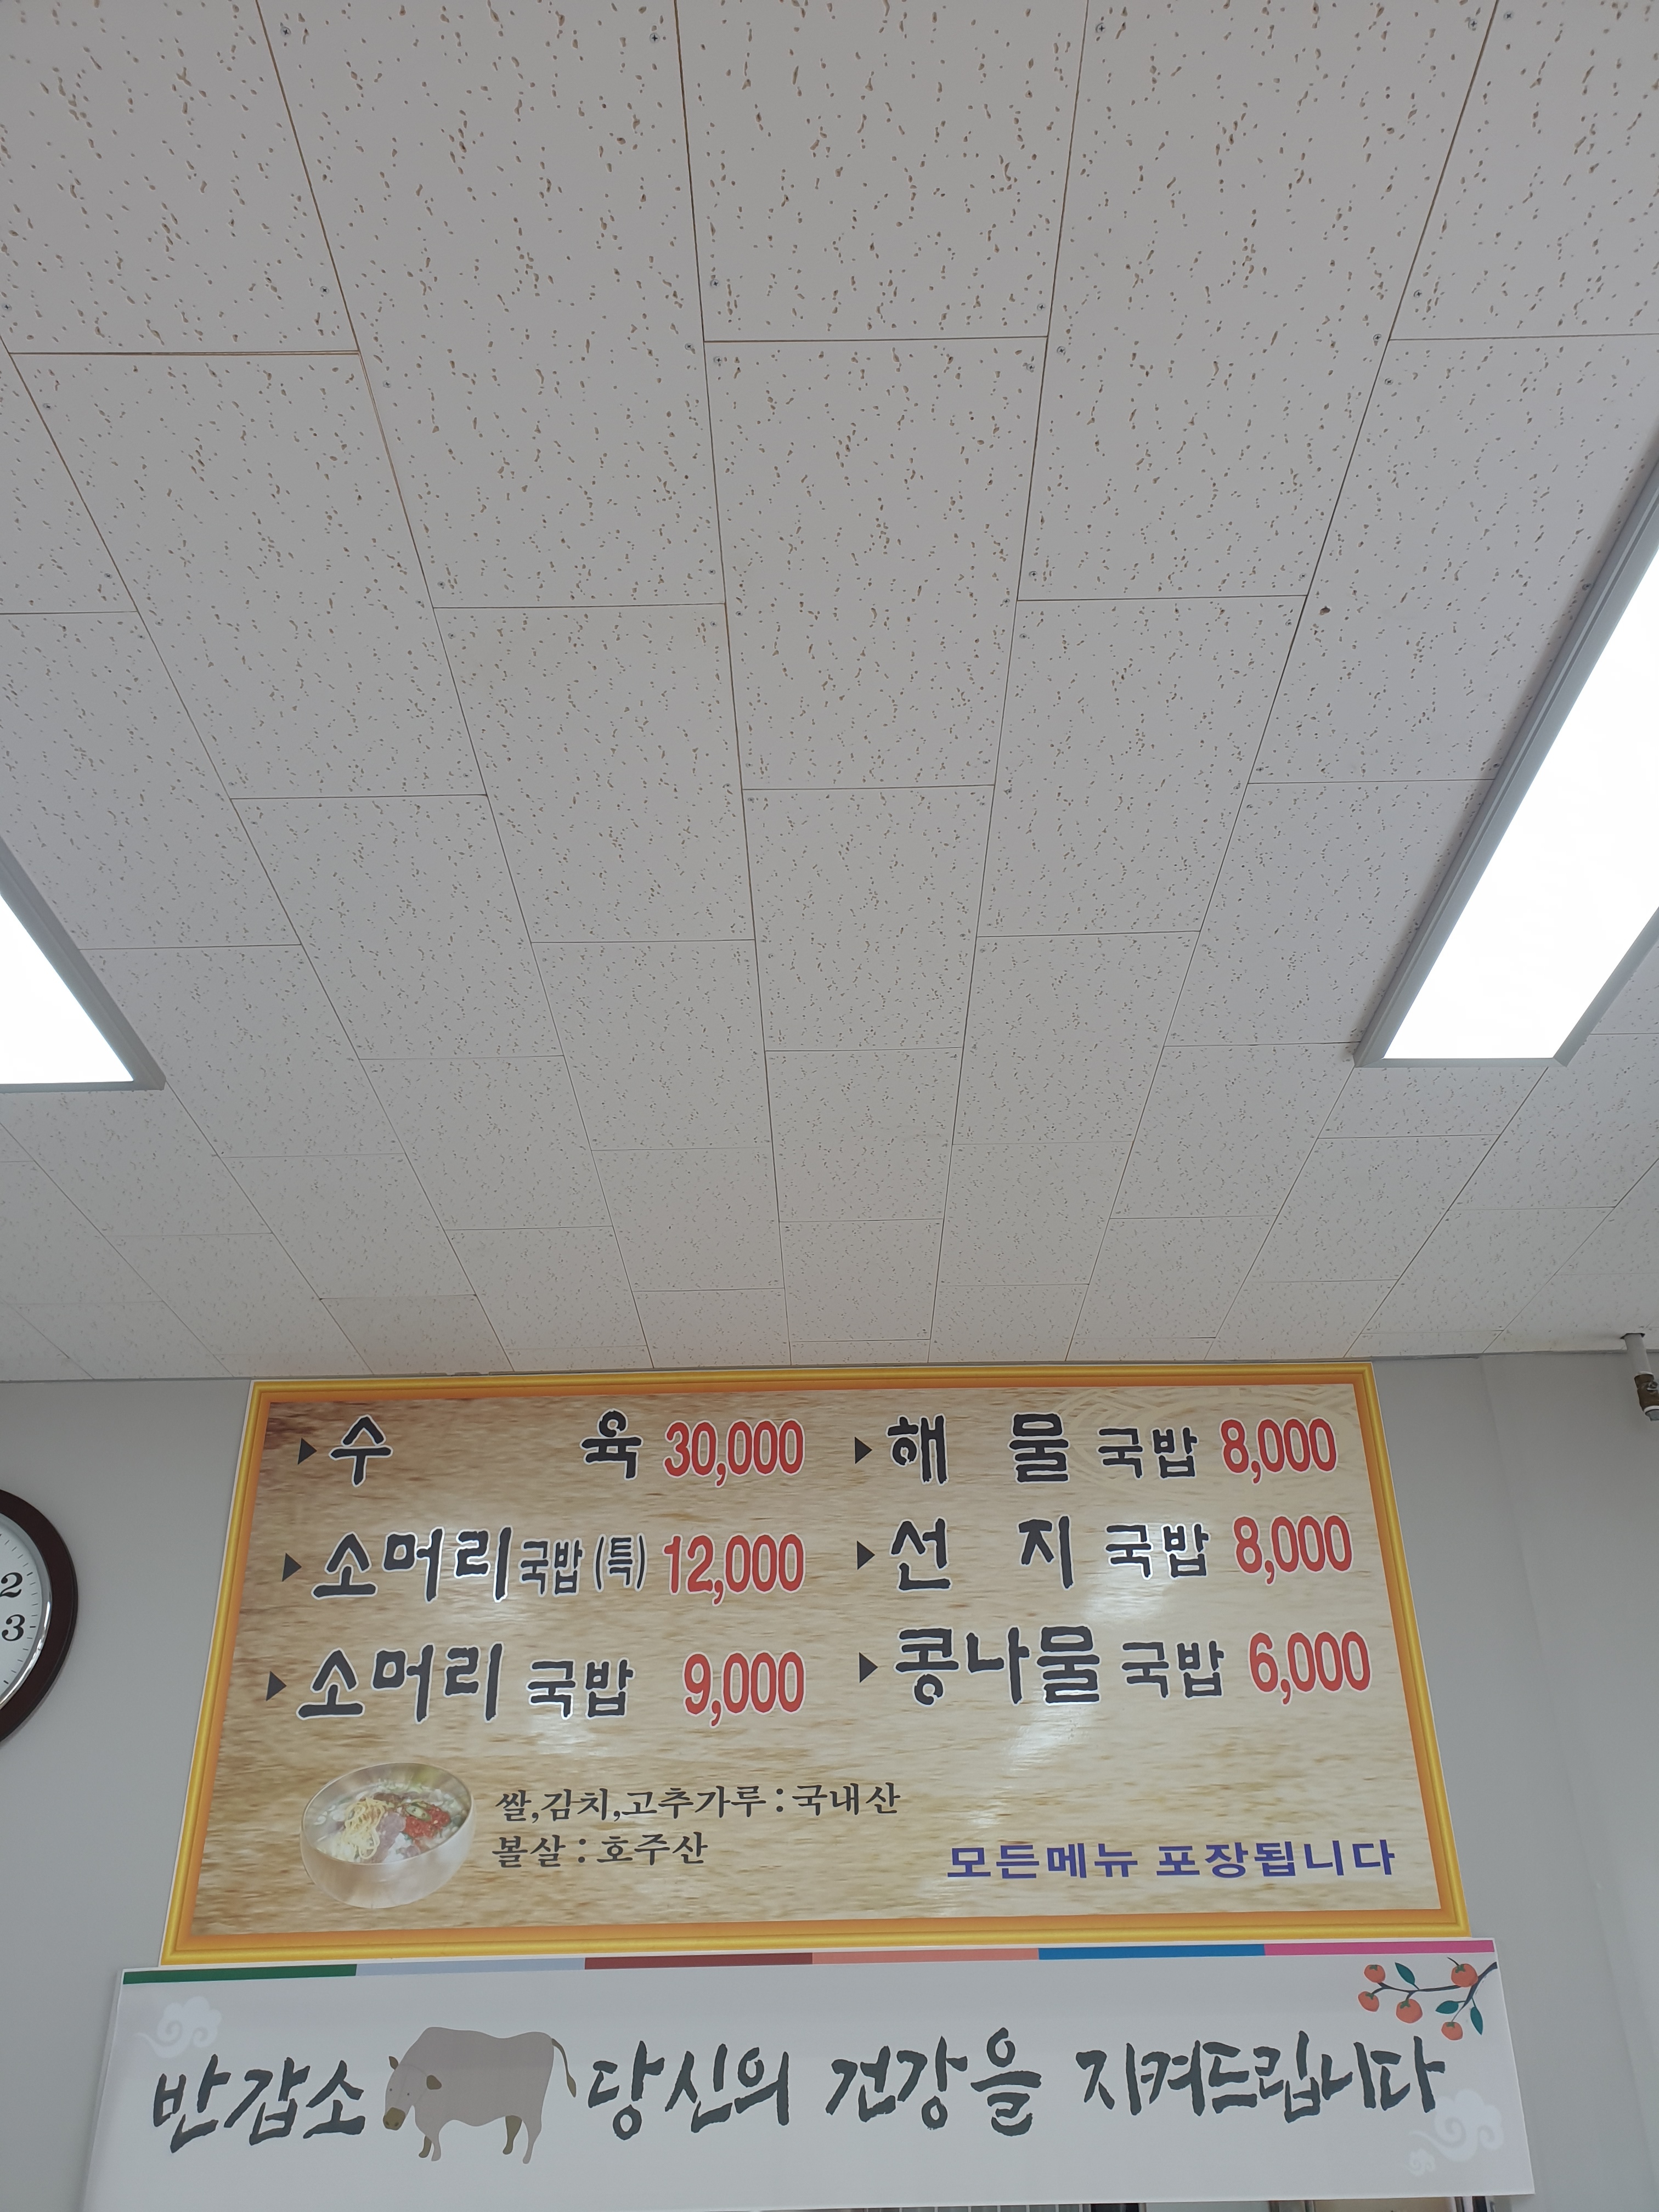 ▶수 육 30,000
▶소머리국밥(특) 12,000
▶소머리 국밥 9,000
▶해 물 국밥 8,000
▶선 지 국밥 8,000
▶콩나물 국밥 6,000
쌀,김치,고추가루 : 국내산
볼살 : 호주산
모든메뉴 포장됩니다
반갑소 당신의 건강을 지켜드립니다
2
3